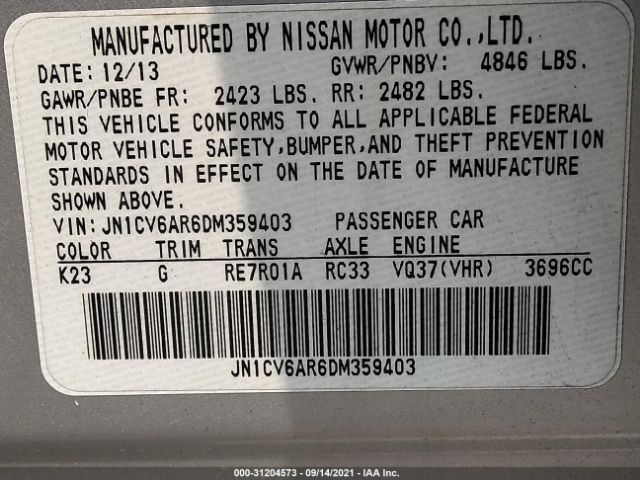 MANUFACTURED BY NISSAN MOTOR CO.,LTD.
DATE: 12/13 GVWR/PNBV: 4846 LBS.
GAWR/PNBE FR: 2423 LBS. RR: 2482 LBS.
THIS VEHICLE CONFORMS TO ALL APPLICABLE FEDERAL
MOTOR VEHICLE SAFETY,BUMPER,AND THEFT PREVENTION
STANDARDS IN EFFECT ON THE DATE OF MANUFACTURE
SHOWN ABOVE.
VIN:JN1CV6AR6DM359403 PASSENGER CAR
COLOR TRIM TRANS AXLE ENGINE
K23 G RE7R01A RC33 VQ37(VHR) 3696CC
JN1CV6AR6DM359403
000-31204573 - 09/14/2021 - IAA Inc.